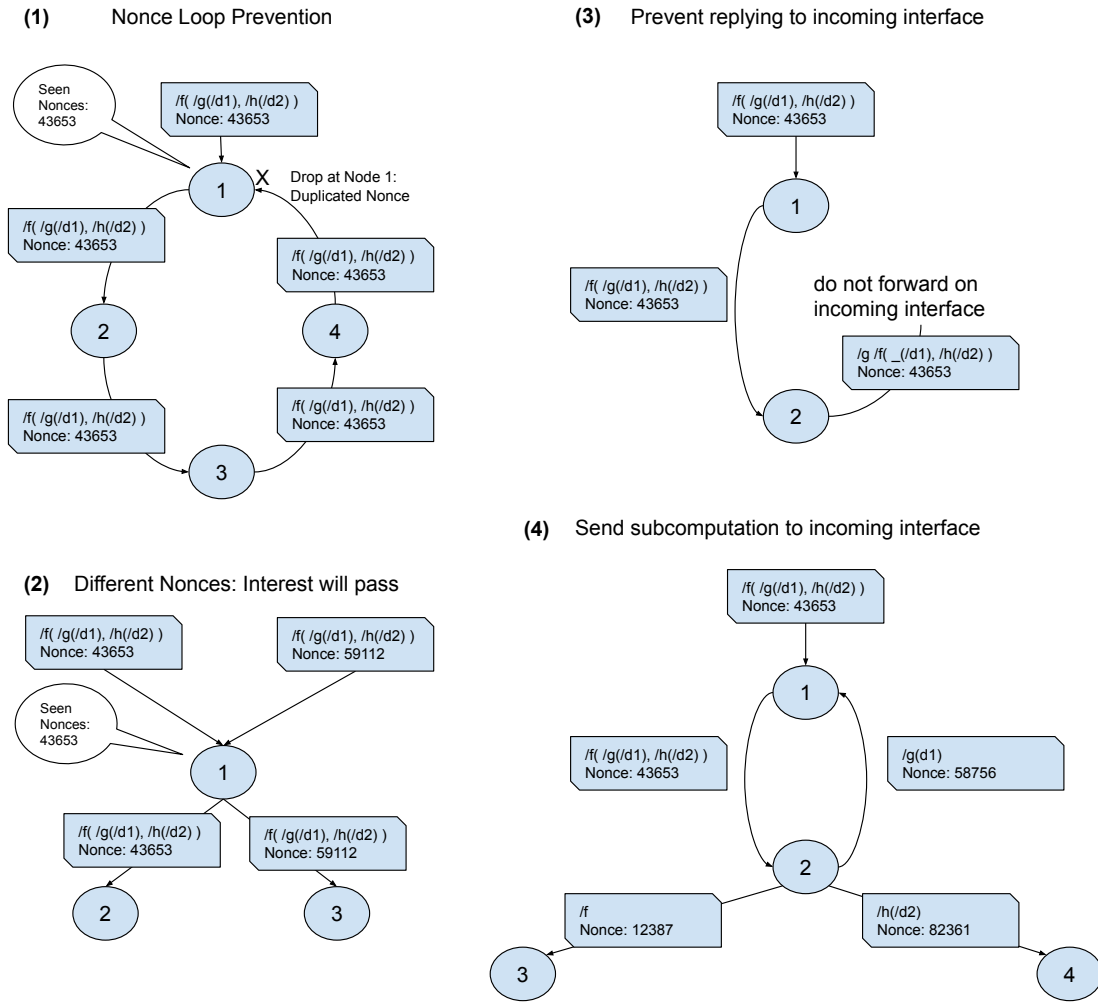 (1) Nonce Loop Prevention
Seen
Nonces:
43653
/f( /g(/d1), /h(/d2) )
Nonce: 43653
1
X
Drop at Node 1:
Duplicated Nonce
/f( /g(/d1), /h(/d2) )
Nonce: 43653
/f( /g(/d1), /h(/d2) )
Nonce: 43653
2
4
/f( /g(/d1), /h(/d2) )
Nonce: 43653
/f( /g(/d1), /h(/d2) )
Nonce: 43653
3
(2) Different Nonces: Interest will pass
/f( /g(/d1), /h(/d2) )
Nonce: 43653
/f( /g(/d1), /h(/d2) )
Nonce: 59112
Seen
Nonces:
43653
1
/f( /g(/d1), /h(/d2) )
Nonce: 43653
/f( /g(/d1), /h(/d2) )
Nonce: 59112
2
3
(3) Prevent replying to incoming interface
/f( /g(/d1), /h(/d2) )
Nonce: 43653
1
/f( /g(/d1), /h(/d2) )
Nonce: 43653
do not forward on
incoming interface
/g /f( _(/d1), /h(/d2) )
Nonce: 43653
2
(4) Send subcomputation to incoming interface
/f( /g(/d1), /h(/d2) )
Nonce: 43653
1
/f( /g(/d1), /h(/d2) )
Nonce: 43653
/g(d1)
Nonce: 58756
2
/f
Nonce: 12387
/h(/d2)
Nonce: 82361
3
4